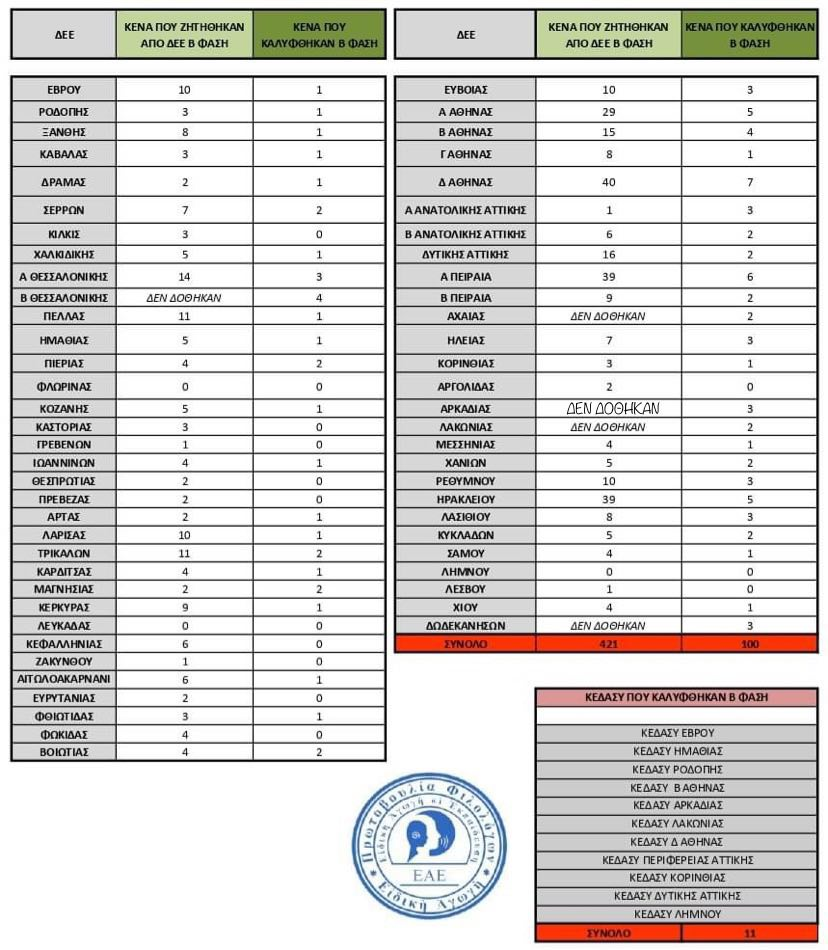 ΔΕΕ ΚΕΝΑ ΠΟΥ ΖΗΤΗΘΗΚΑΝ ΑΠΟ ΔΕΕ Β ΦΑΣΗ ΚΕΝΑ ΠΟΥ ΚΑΛΥΦΘΗΚΑΝ Β ΦΑΣΗ
ΕΒΡΟΥ 10 1
ΡΟΔΟΠΗΣ 3 1
ΞΑΝΘΗΣ 8 1
ΚΑΒΑΛΑΣ 3 1
ΔΡΑΜΑΣ 2 1
ΣΕΡΡΩΝ 7 2
ΚΙΛΚΙΣ 3 0
ΧΑΛΚΙΔΙΚΗΣ 5 1
Α ΘΕΣΣΑΛΟΝΙΚΗΣ 14 3
Β ΘΕΣΣΑΛΟΝΙΚΗΣ ΔΕΝ ΔΟΘΗΚΑΝ 4
ΠΕΛΛΑΣ 11 1
ΗΜΑΘΙΑΣ 5 1
ΠΙΕΡΙΑΣ 4 2
ΦΛΩΡΙΝΑΣ 0 0
ΚΟΖΑΝΗΣ 5 1
ΚΑΣΤΟΡΙΑΣ 3 0
ΓΡΕΒΕΝΩΝ 1 0
ΙΩΑΝΝΙΝΩΝ 4 1
ΘΕΣΠΡΩΤΙΑΣ 2 0
ΠΡΕΒΕΖΑΣ 2 0
ΑΡΤΑΣ 2 1
ΛΑΡΙΣΑΣ 10 1
ΤΡΙΚΑΛΩΝ 11 2
ΚΑΡΔΙΤΣΑΣ 4 1
ΜΑΓΝΗΣΙΑΣ 2 2
ΚΕΡΚΥΡΑΣ 9 1
ΛΕΥΚΑΔΑΣ 0 0
ΚΕΦΑΛΛΗΝΙΑΣ 6 0
ΖΑΚΥΝΘΟΥ 1 0
ΑΙΤΩΛΟΑΚΑΡΝΑΝΙ 6 1
ΕΥΡΥΤΑΝΙΑΣ 2 0
ΦΘΙΩΤΙΔΑΣ 3 1
ΦΩΚΙΔΑΣ 4 0
ΒΟΙΩΤΙΑΣ 4 2
ΔΕΕ ΚΕΝΑ ΠΟΥ ΖΗΤΗΘΗΚΑΝ ΑΠΟ ΔΕΕ Β ΦΑΣΗ ΚΕΝΑ ΠΟΥ ΚΑΛΥΦΘΗΚΑΝ Β ΦΑΣΗ
ΕΥΒΟΙΑΣ 10 3
Α ΑΘΗΝΑΣ 29 5
Β ΑΘΗΝΑΣ 15 4
Γ ΑΘΗΝΑΣ 8 1
Δ ΑΘΗΝΑΣ 40 7
Α ΑΝΑΤΟΛΙΚΗΣ ΑΤΤΙΚΗΣ 1 3
Β ΑΝΑΤΟΛΙΚΗΣ ΑΤΤΙΚΗΣ 6 2
ΔΥΤΙΚΗΣ ΑΤΤΙΚΗΣ 16 2
Α ΠΕΙΡΑΙΑ 39 6
Β ΠΕΙΡΑΙΑ 9 2
ΑΧΑΙΑΣ ΔΕΝ ΔΟΘΗΚΑΝ 2
ΗΛΕΙΑΣ 7 3
ΚΟΡΙΝΘΙΑΣ 3 1
ΑΡΓΟΛΙΔΑΣ 2 0
ΑΡΚΑΔΙΑΣ ΔΕΝ ΔΟΘΗΚΑΝ 3
ΛΑΚΩΝΙΑΣ ΔΕΝ ΔΟΘΗΚΑΝ 2
ΜΕΣΣΗΝΙΑΣ 4 1
ΧΑΝΙΩΝ 5 2
ΡΕΘΥΜΝΟΥ 10 3
ΗΡΑΚΛΕΙΟΥ 39 5
ΛΑΣΙΘΙΟΥ 8 3
ΚΥΚΛΑΔΩΝ 5 2
ΣΑΜΟΥ 4 1
ΛΗΜΝΟΥ 0 0
ΛΕΣΒΟΥ 1 0
ΧΙΟΥ 4 1
ΔΩΔΕΚΑΝΗΣΩΝ ΔΕΝ ΔΟΘΗΚΑΝ 3
ΣΥΝΟΛΟ 421 100
ΚΕΔΑΣΥ ΠΟΥ ΚΑΛΥΦΘΗΚΑΝ Β ΦΑΣΗ
ΚΕΔΑΣΥ ΕΒΡΟΥ
ΚΕΔΑΣΥ ΗΜΑΘΙΑΣ
ΚΕΔΑΣΥ ΡΟΔΟΠΗΣ
ΚΕΔΑΣΥ Β ΑΘΗΝΑΣ
ΚΕΔΑΣΥ ΑΡΚΑΔΙΑΣ
ΚΕΔΑΣΥ ΛΑΚΩΝΙΑΣ
ΚΕΔΑΣΥ Δ ΑΘΗΝΑΣ
ΚΕΔΑΣΥ ΠΕΡΙΦΕΡΕΙΑΣ ΑΤΤΙΚΗΣ
ΚΕΔΑΣΥ ΚΟΡΙΝΘΙΑΣ
ΚΕΔΑΣΥ ΔΥΤΙΚΗΣ ΑΤΤΙΚΗΣ
ΚΕΔΑΣΥ ΛΗΜΝΟΥ
ΣΥΝΟΛΟ 11
Πρωτοβουλία Φιλολόγων
Ειδική Αγωγή κι Εκπαίδευση
ΕΑΕ
Ειδική Αγωγή